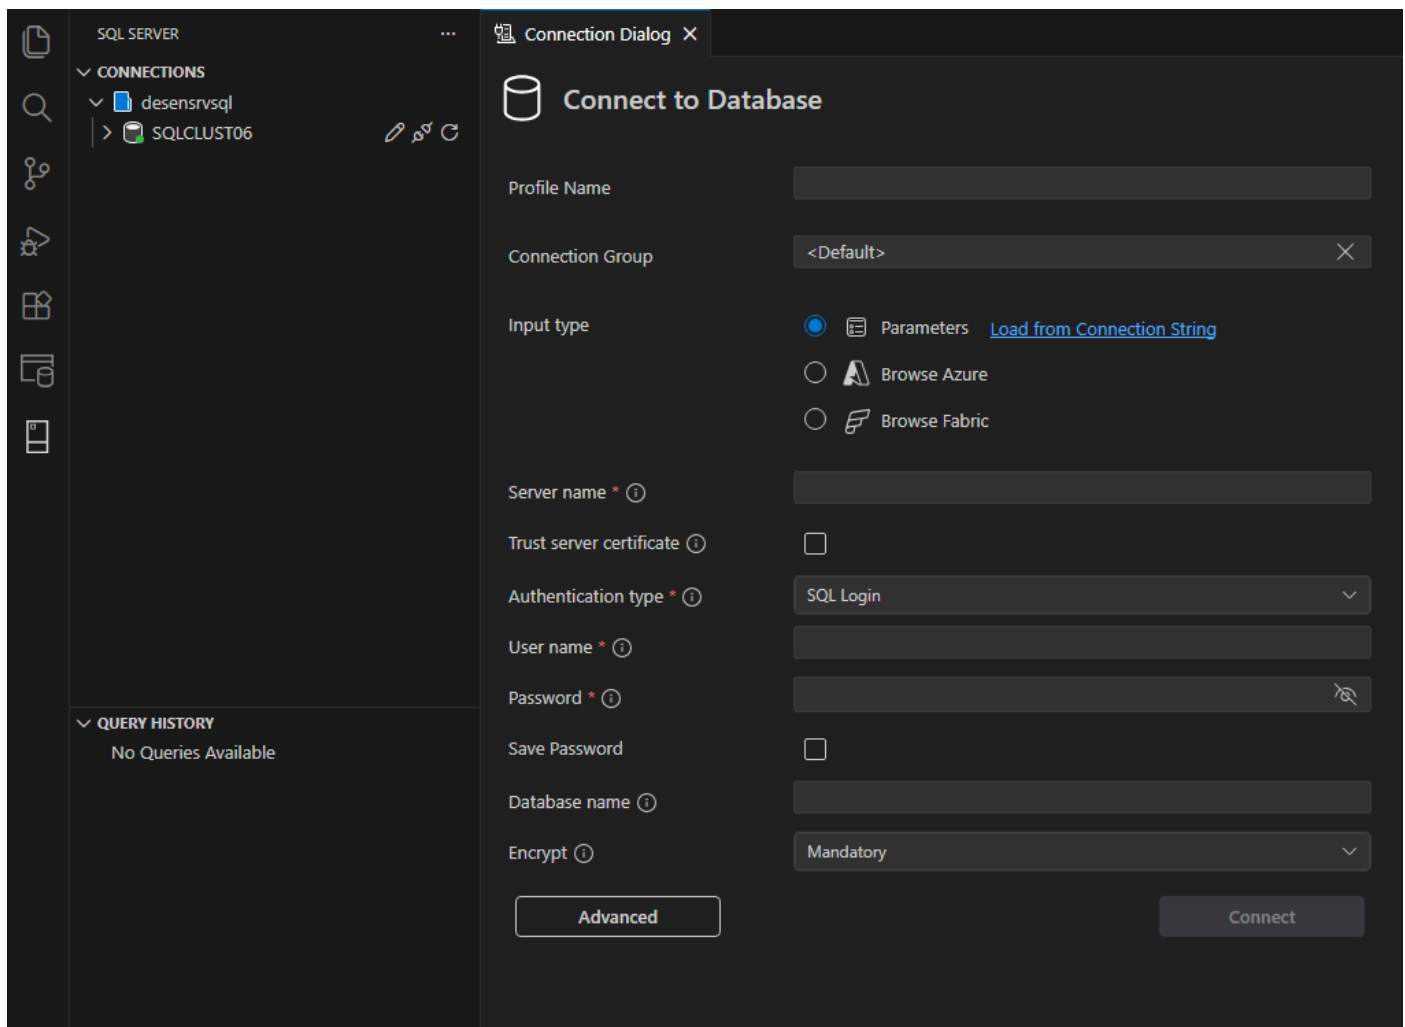 SQL SERVER
CONNECTIONS
desensrvsql
SQLCLUST06
QUERY HISTORY
No Queries Available
Connection Dialog
Connect to Database
Profile Name
Connection Group
<Default>
Input type
Parameters Load from Connection String
Browse Azure
Browse Fabric
Server name *
Trust server certificate
Authentication type *
SQL Login
User name *
Password *
Save Password
Database name
Encrypt
Mandatory
Advanced
Connect